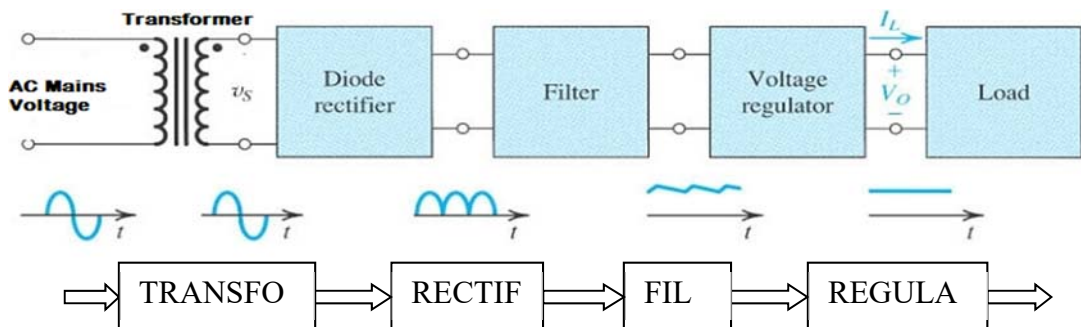 Transformer
AC Mains
Voltage
vS
Diode
rectifier
Filter
Voltage
regulator
IL
+
VO
−
Load
t
t
t
t
t
TRANSFO
RECTIF
FIL
REGULA